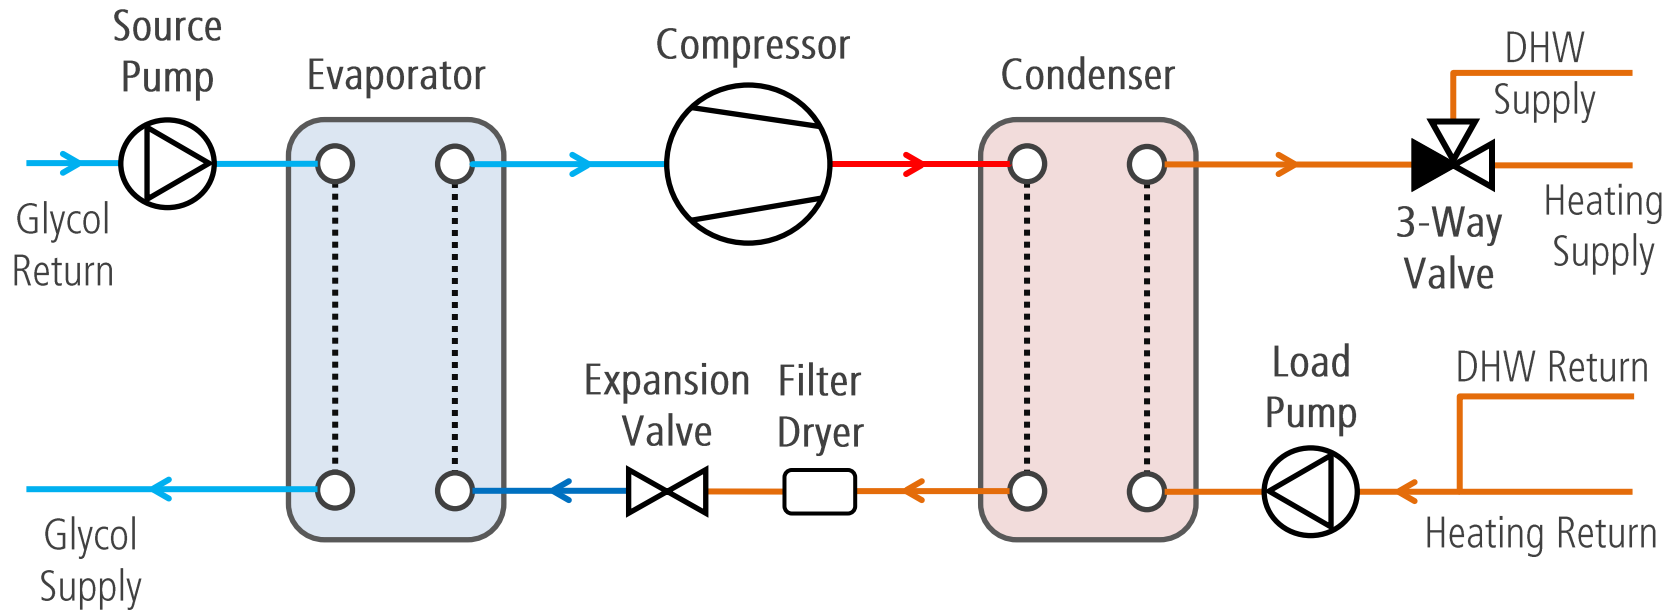 Source
Pump
Evaporator
Compressor
Condenser
DHW
Supply
Glycol
Return
3-Way
Valve
Heating
Supply
Expansion
Valve
Filter
Dryer
Load
Pump
DHW Return
Heating Return
Glycol
Supply